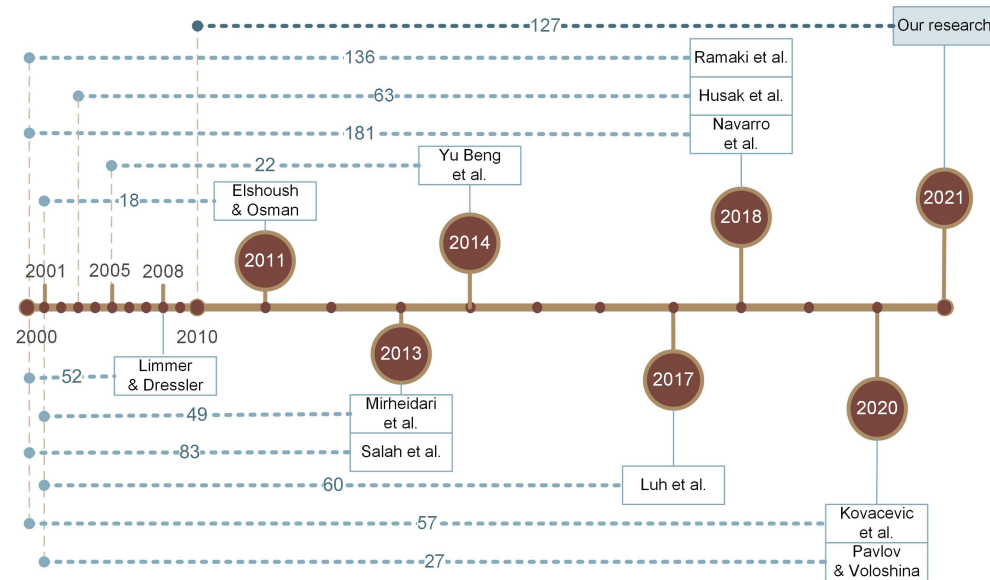 127
Our research
136
Ramaki et al.
63
Husak et al.
181
Navarro
et al.
22
Yu Beng
et al.
18
Elshoush
& Osman
2021
2018
2014
2011
2001
2005
2008
2000
2010
2013
2017
2020
52
Limmer
& Dressler
49
Mirheidari
et al.
83
Salah et al.
60
Luh et al.
57
Kovacevic
et al.
27
Pavlov
& Voloshina